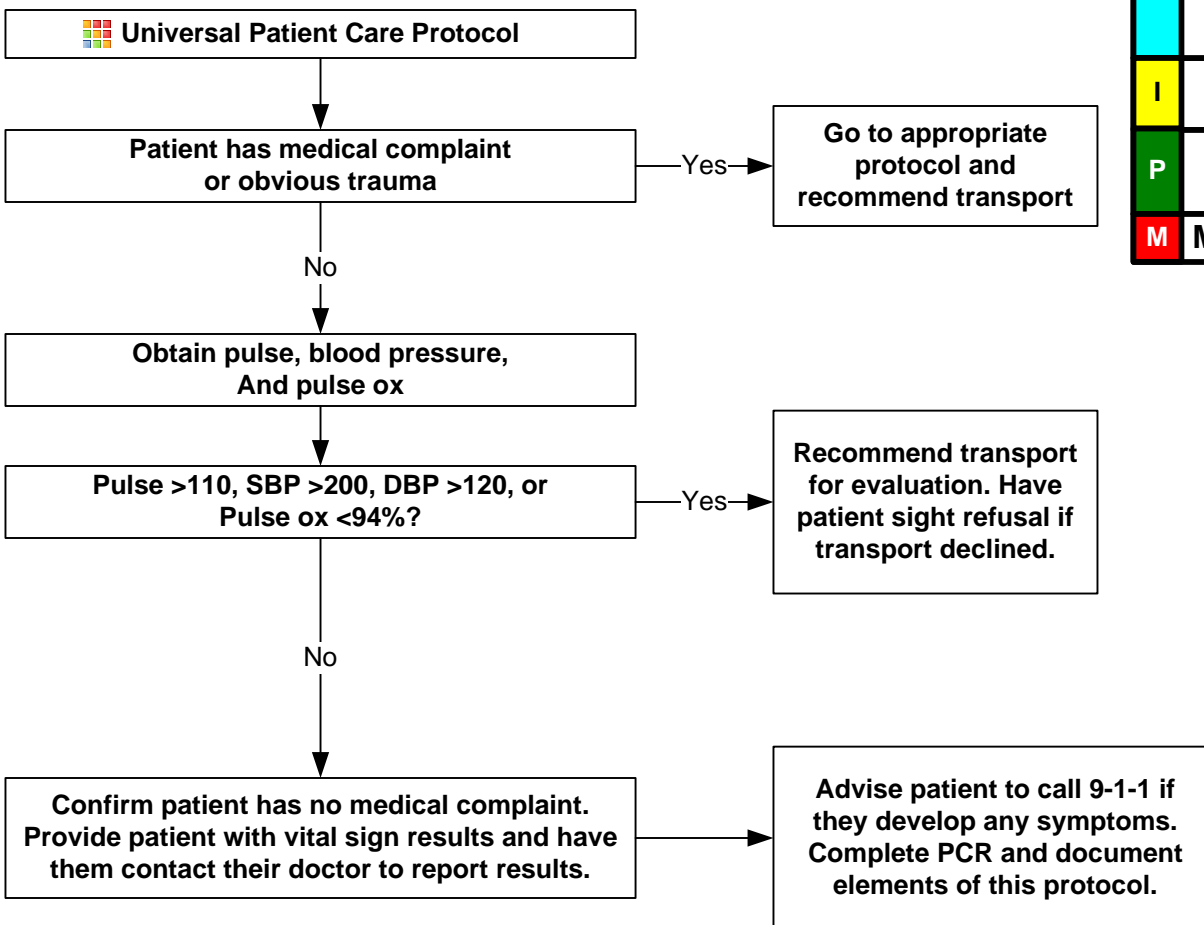 Universal Patient Care Protocol
Patient has medical complaint
or obvious trauma
Yes
Go to appropriate
protocol and
recommend transport
I
P
M
M
No
Obtain pulse, blood pressure,
And pulse ox
Pulse >110, SBP >200, DBP >120, or
Pulse ox <94%?
Yes
Recommend transport
for evaluation. Have
patient sight refusal if
transport declined.
No
Confirm patient has no medical complaint.
Provide patient with vital sign results and have
them contact their doctor to report results.
Advise patient to call 9-1-1 if
they develop any symptoms.
Complete PCR and document
elements of this protocol.